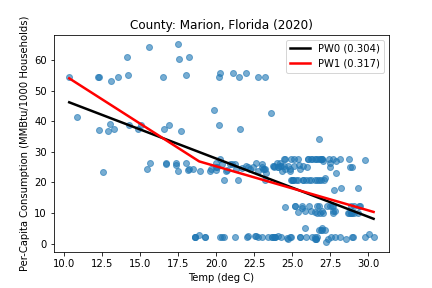 County: Marion, Florida (2020)
PW0 (0.304)
PW1 (0.317)
Per-Capita Consumption (MMBtu/1000 Households)
60
50
40
30
20
10
0
10.0 12.5 15.0 17.5 20.0 22.5 25.0 27.5 30.0
Temp (deg C)